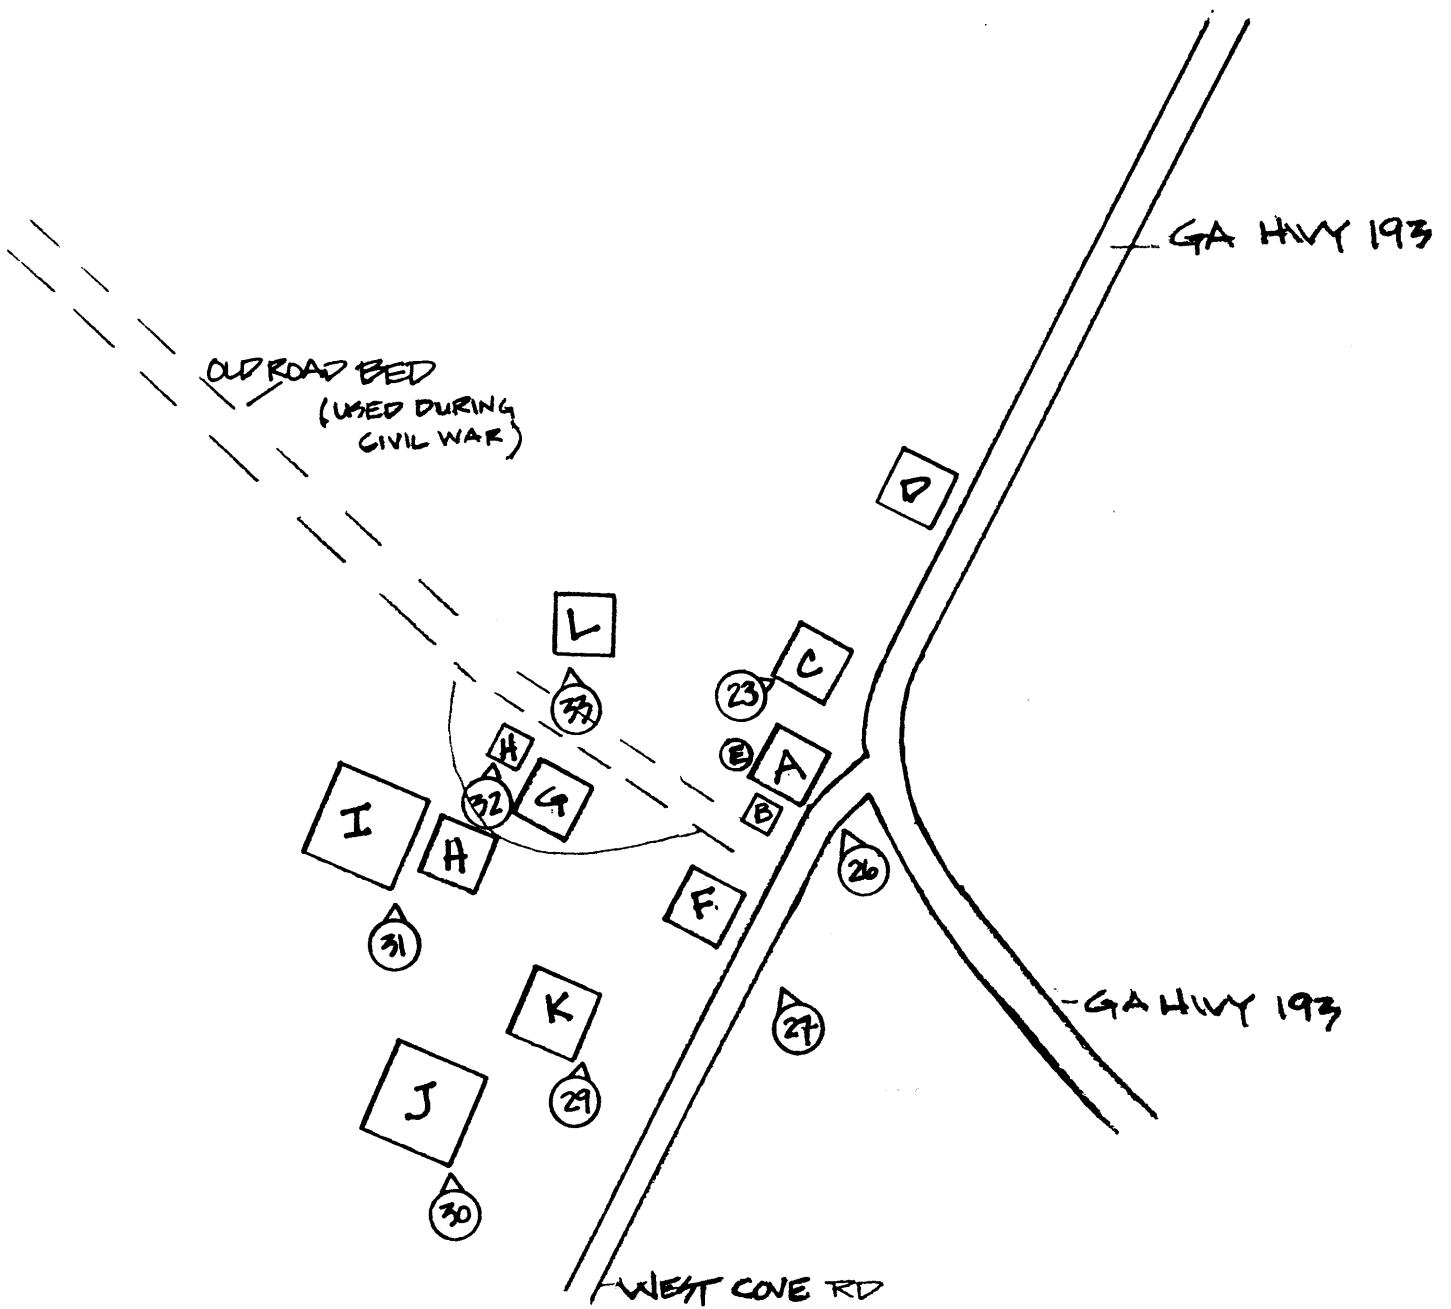 GA HWY 193
OLD ROAD BED
(USED DURING
CIVIL WAR)
D
L
C
23
33
H
E
A
I
32
G
B
H
26
F
31
K
GA HWY 193
27
J
29
30
WEST COVE RD